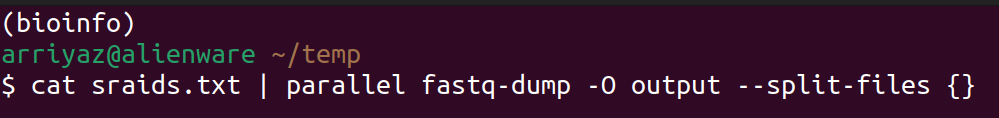 (bioinfo)
arriyaz@alienware ~/temp
$ cat sraids.txt | parallel fastq-dump -O output --split-files {}